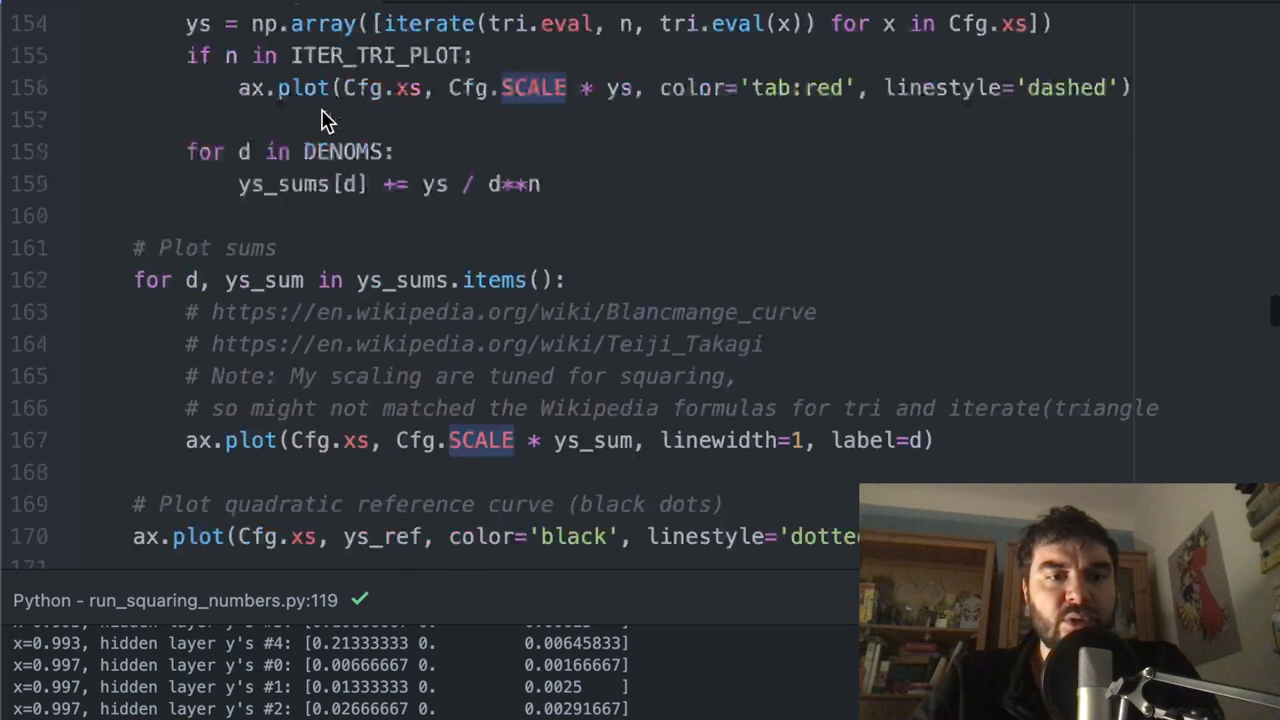 154 ys = np.array([iterate(tri.eval, n, tri.eval(x)) for x in Cfg.xs])
155 if n in ITER_TRI_PLOT:
156 ax.plot(Cfg.xs, Cfg.SCALE * ys, color='tab:red', linestyle='dashed')
157
158 for d in DENOMS:
159 ys_sums[d] += ys / d**n
160
161 # Plot sums
162 for d, ys_sum in ys_sums.items():
163 # https://en.wikipedia.org/wiki/Blancmange_curve
164 # https://en.wikipedia.org/wiki/Teiji_Takagi
165 # Note: My scaling are tuned for squaring,
166 # so might not matched the Wikipedia formulas for tri and iterate(triangle
167 ax.plot(Cfg.xs, Cfg.SCALE * ys_sum, linewidth=1, label=d)
168
169 # Plot quadratic reference curve (black dots)
170 ax.plot(Cfg.xs, ys_ref, color='black', linestyle='dotte
Python - run_squaring_numbers.py:119
x=0.993, hidden layer y's #4: [0.21333333 0. 0.00645833]
x=0.997, hidden layer y's #0: [0.00666667 0. 0.00166667]
x=0.997, hidden layer y's #1: [0.01333333 0. 0.0025 ]
x=0.997, hidden layer y's #2: [0.02666667 0. 0.00291667]